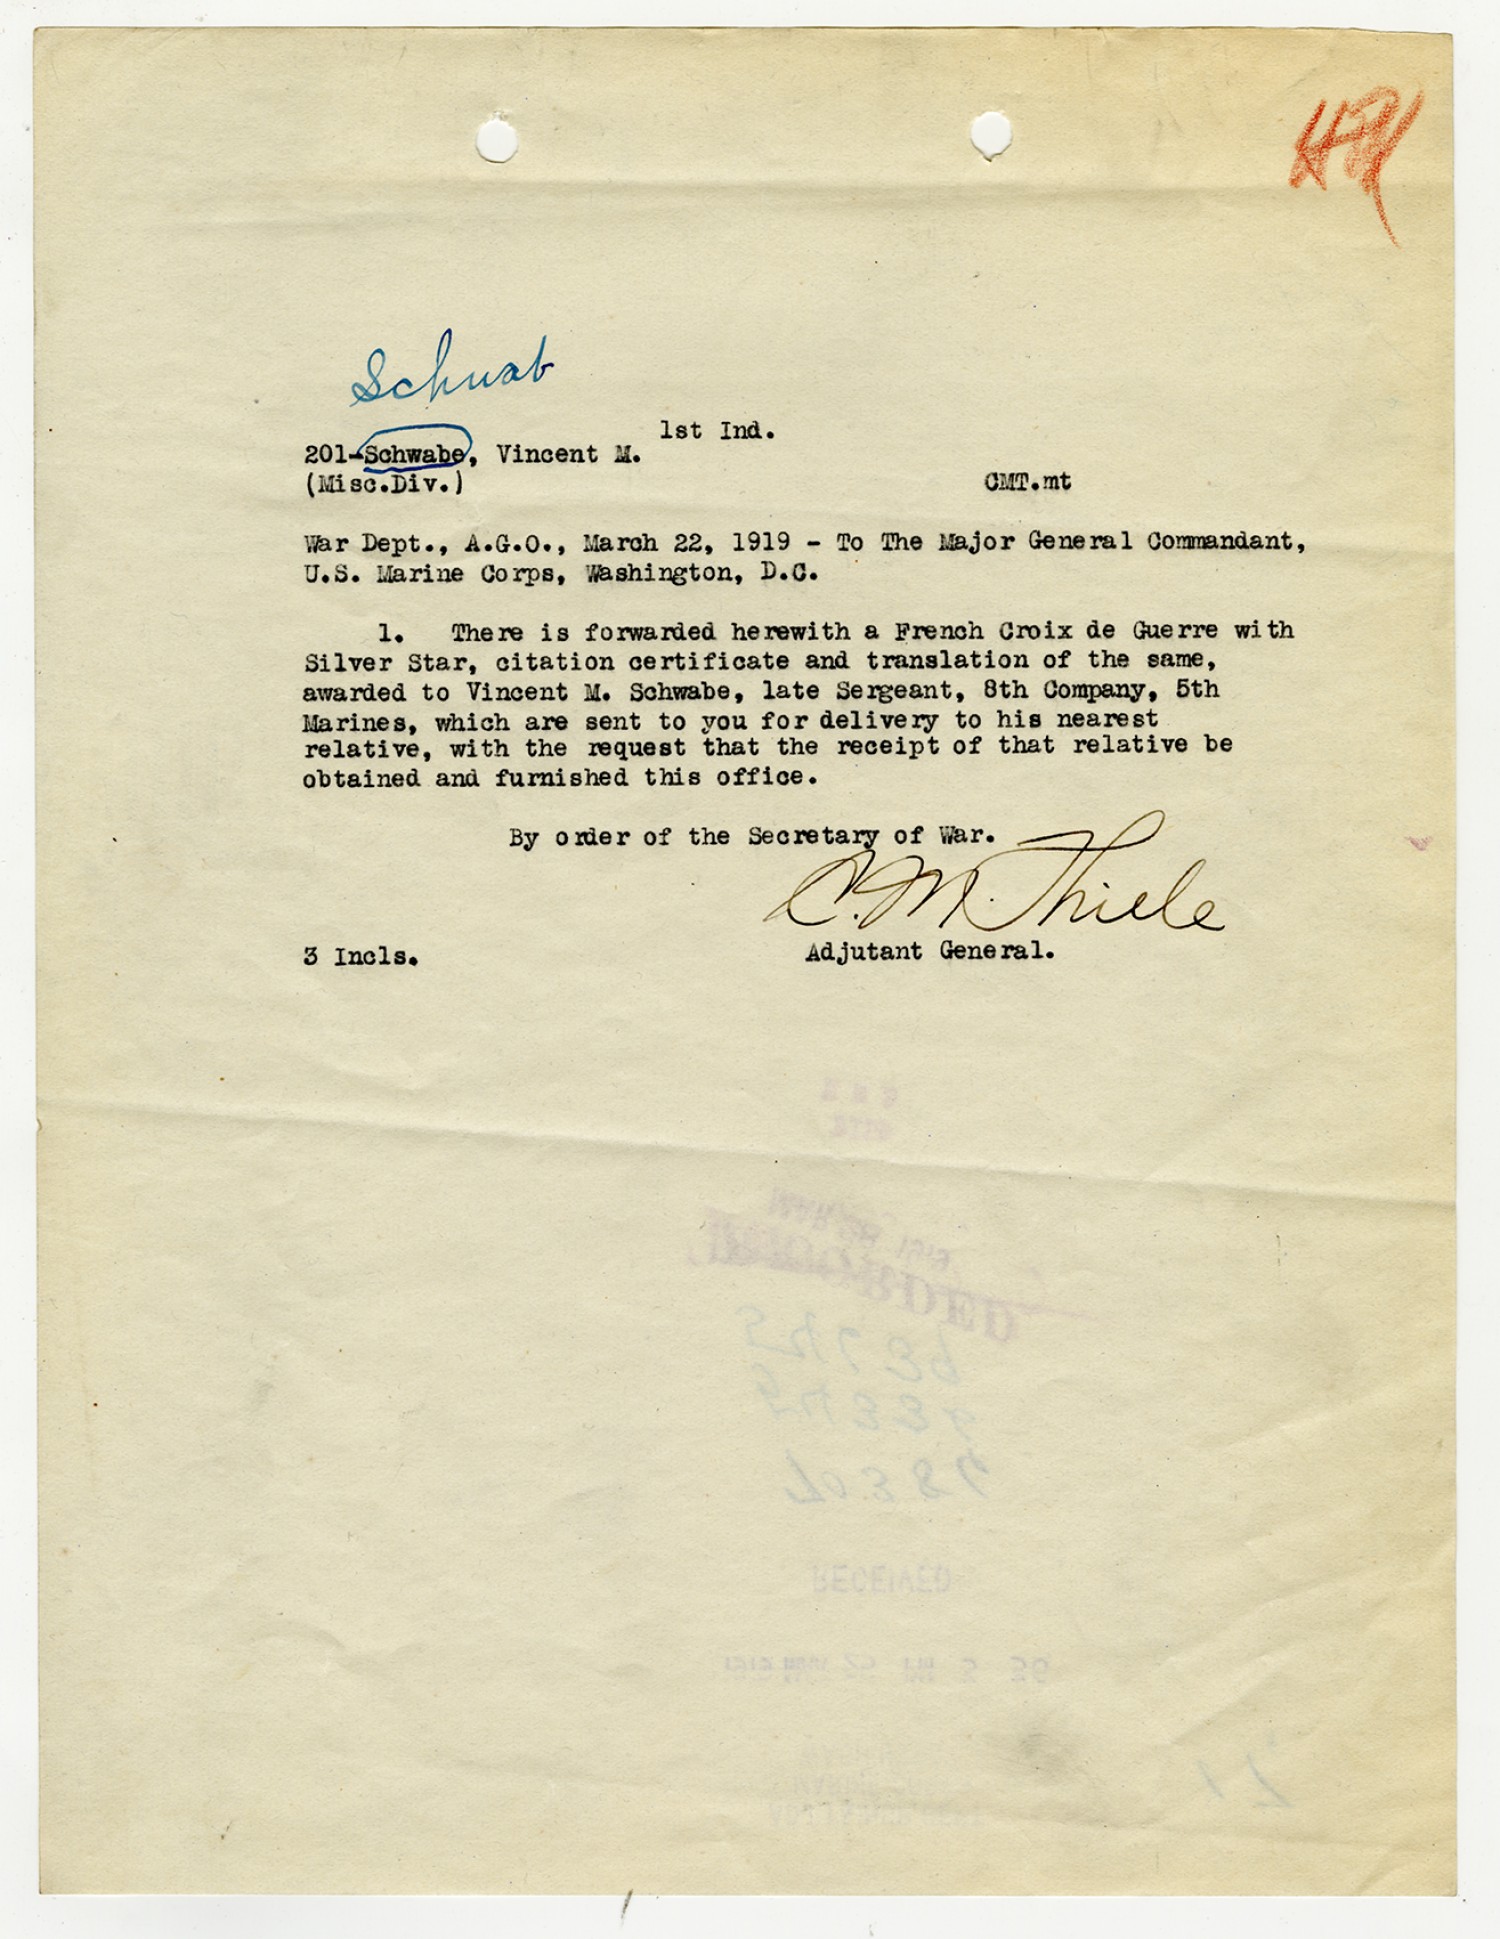 Schwab
1st Ind.
201-Schwabe, Vincent M.
(Misc.Div.)
CMT.mt
War Dept., A.G.O., March 22, 1919 - To The Major General Commandant,
U.S. Marine Corps, Washington, D.C.
1. There is forwarded herewith a French Croix de Guerre with
Silver Star, citation certificate and translation of the same,
awarded to Vincent M. Schwabe, late Sergeant, 8th Company, 5th
Marines, which are sent to you for delivery to his nearest
relative, with the request that the receipt of that relative be
obtained and furnished this office.
By order of the Secretary of War.
C. M. Thiele
Adjutant General.
3 Incls.
RECEIVED